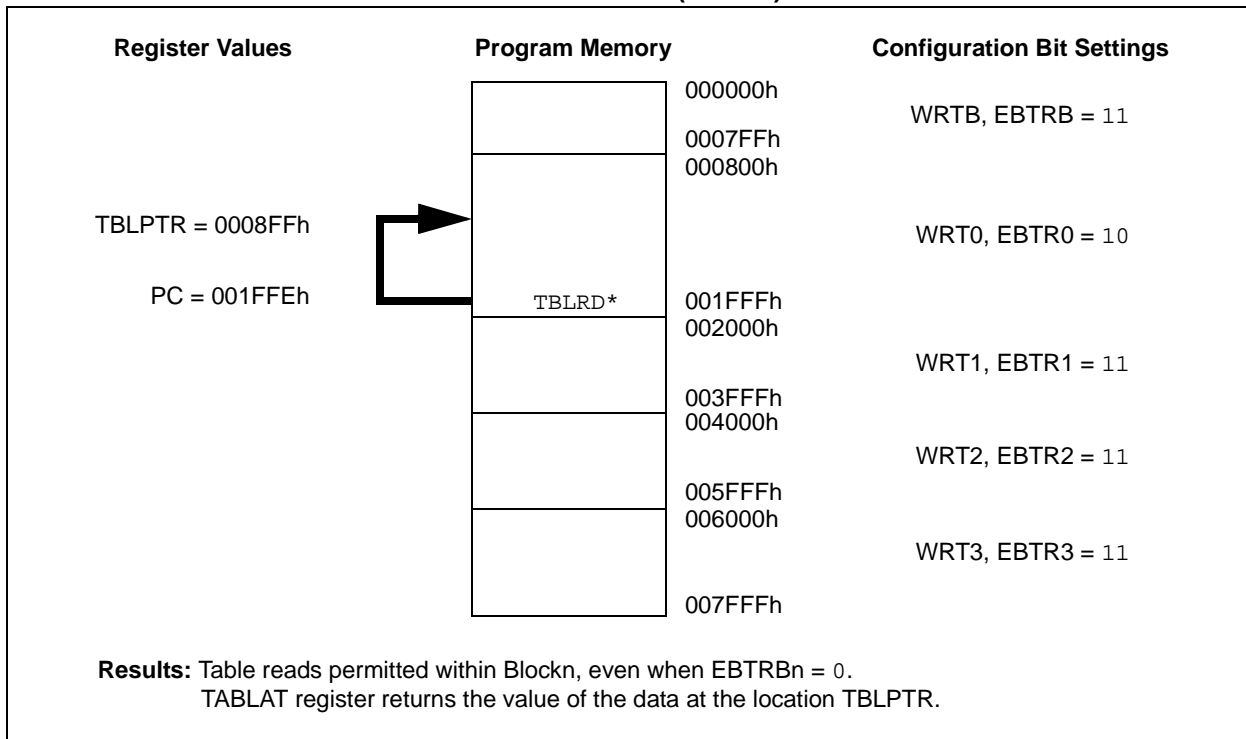 Register Values Program Memory Configuration Bit Settings
000000h
WRTB, EBTRB = 11
0007FFh
000800h
TBLPTR = 0008FFh
WRT0, EBTR0 = 10
PC = 001FFEh
TBLRD*
001FFFh
002000h
WRT1, EBTR1 = 11
003FFFh
004000h
WRT2, EBTR2 = 11
005FFFh
006000h
WRT3, EBTR3 = 11
007FFFh
Results: Table reads permitted within Blockn, even when EBTRBn = 0.
TABLAT register returns the value of the data at the location TBLPTR.